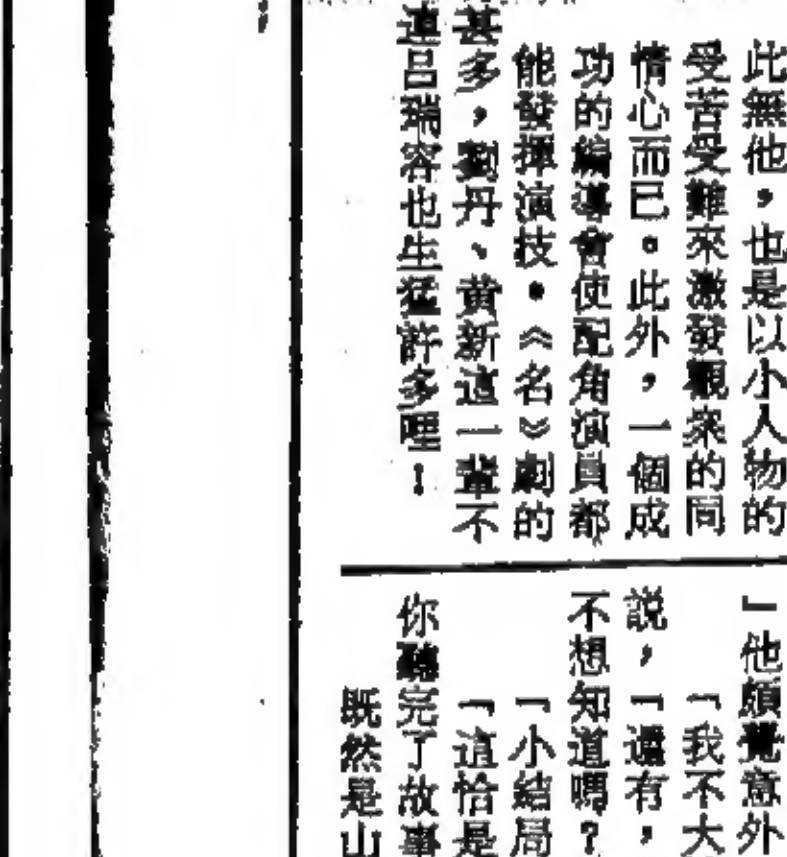 此無他，也是以小人物的
受苦受難來激發觀衆的同
情心而已。此外，一個成
功的編導會使配角演員都
能發揮演技。《名》劇的
甚多，劉丹、黃新這一輩不
連呂瑞容也生猛許多哩！
』他頗覺意外
「我不大
說，「還有，
不想知道嗎？
「小結局
「這恰是
你聽完了故事
既然是山